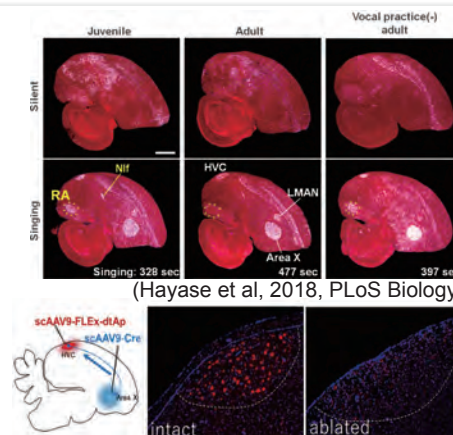 Juvenile
Adult
Vocal practice(-)
adult
Silent
Singing
RA
NIf
Singing: 328 sec
HVC
LMAN
Area X
477 sec
397 sec
(Hayase et al, 2018, PLoS Biology
scAAV9-FLEx-dtAp
scAAV9-Cre
HVC
Area X
intact
ablated